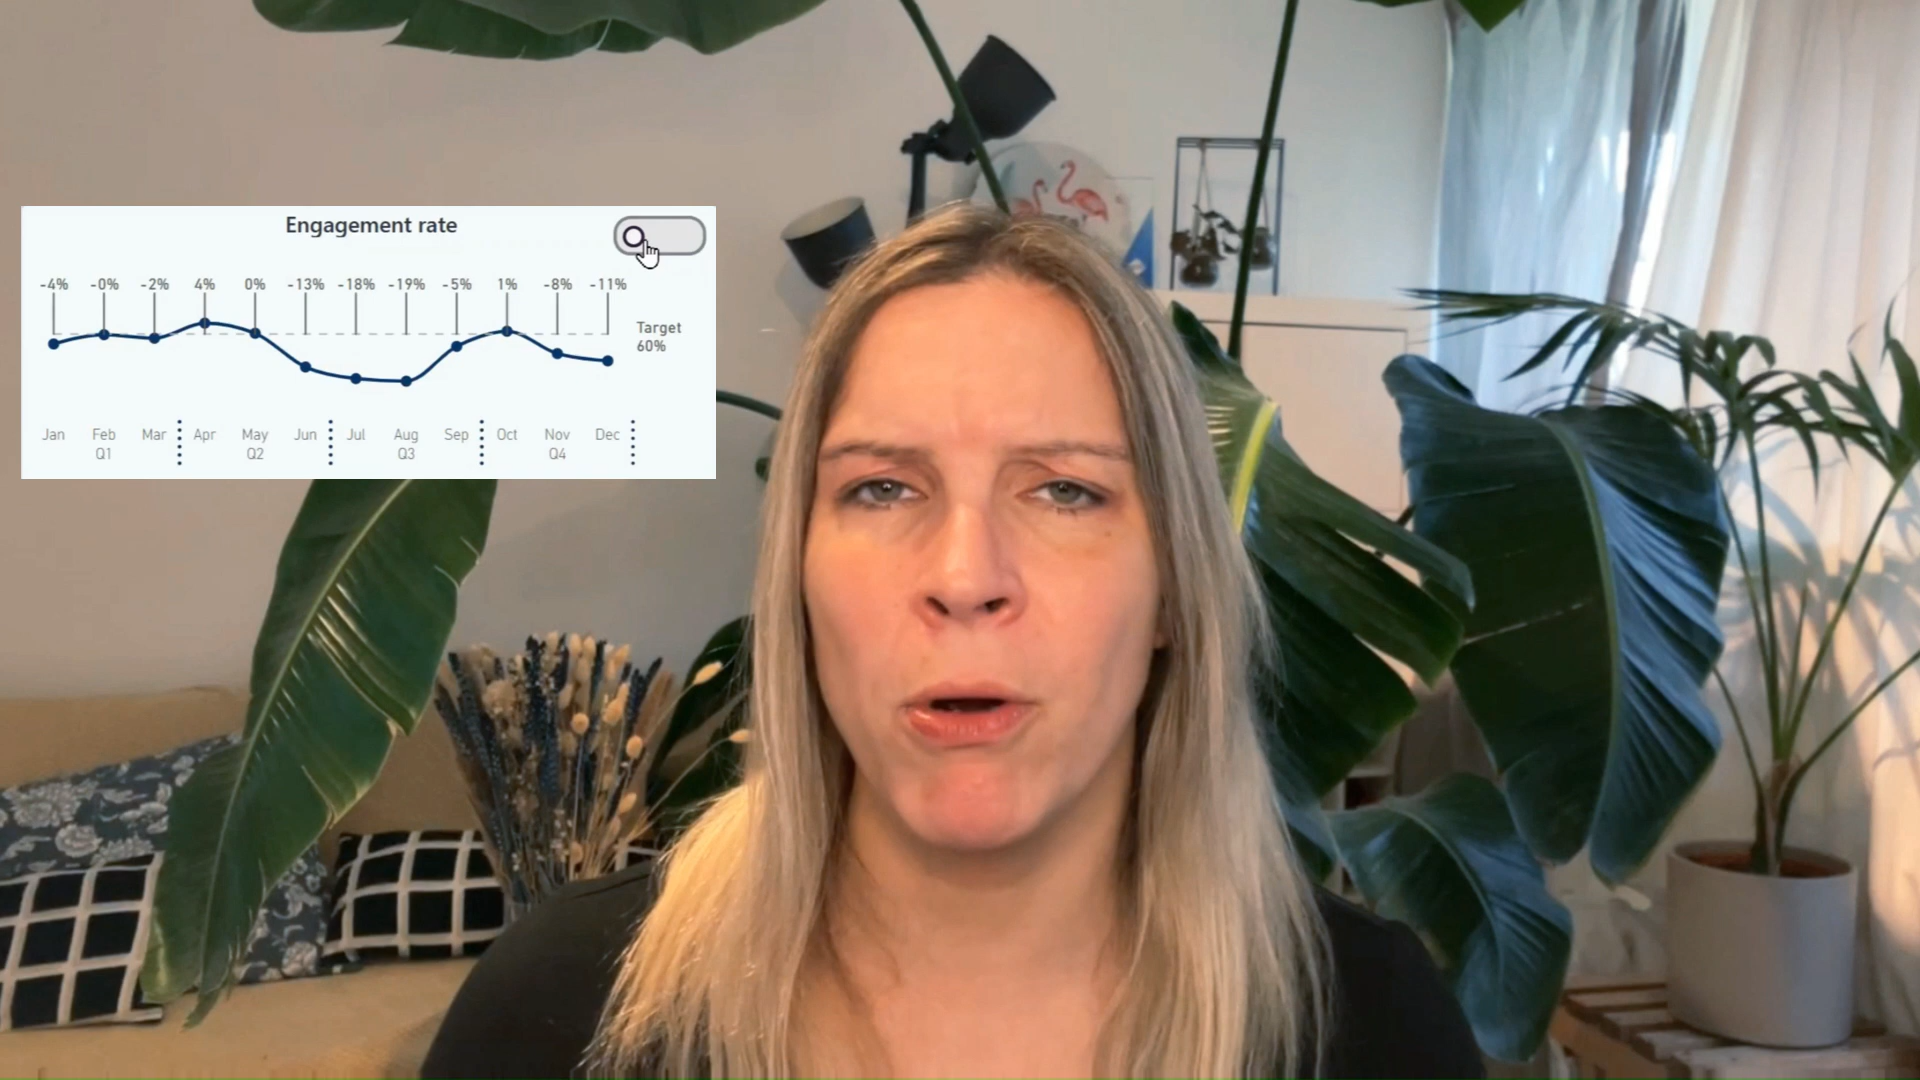 Engagement rate
-4% -0% -2% 4% 0% -13% -18% -19% -5% 1% -8% -11%
Target
60%
Jan Feb Mar Apr May Jun Jul Aug Sep Oct Nov Dec
Q1 Q2 Q3 Q4